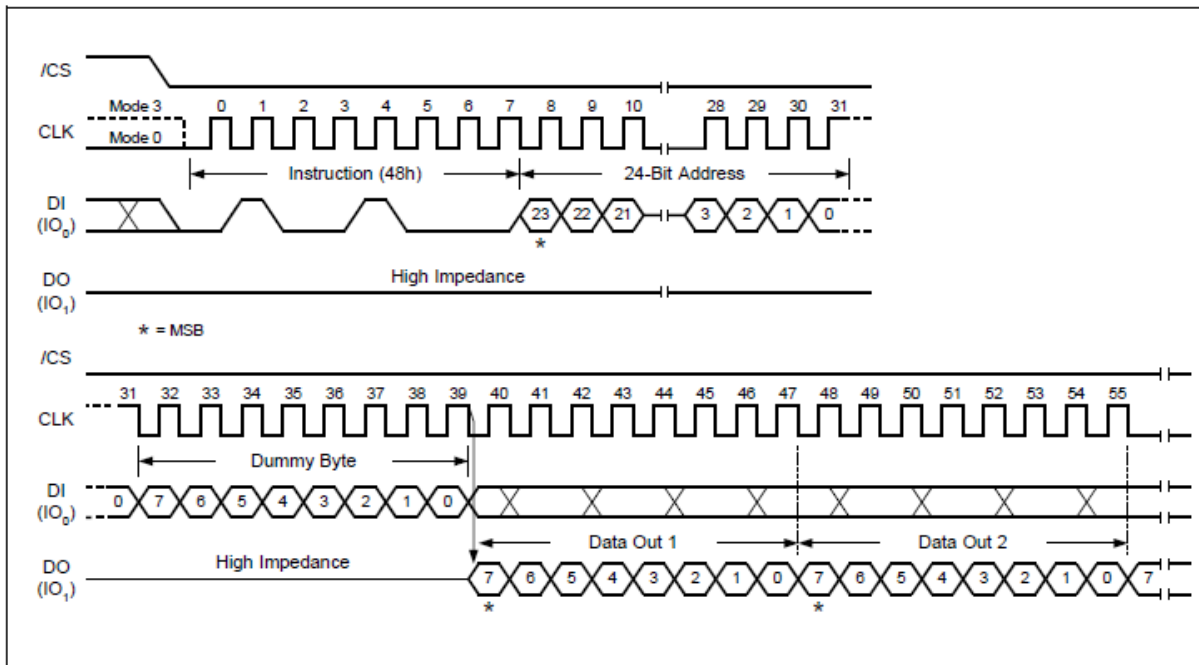 /CS
Mode 3 0 1 2 3 4 5 6 7 8 9 10 28 29 30 31
CLK
Mode 0
Instruction (48h) 24-Bit Address
DI
(IO0) 23 22 21 3 2 1 0
*
High Impedance
DO
(IO1)
* = MSB
/CS
31 32 33 34 35 36 37 38 39 40 41 42 43 44 45 46 47 48 49 50 51 52 53 54 55
CLK
Dummy Byte
DI
(IO0) 0 7 6 5 4 3 2 1 0
Data Out 1 Data Out 2
High Impedance
DO
(IO1) 7 6 5 4 3 2 1 0 7 6 5 4 3 2 1 0 7
* *